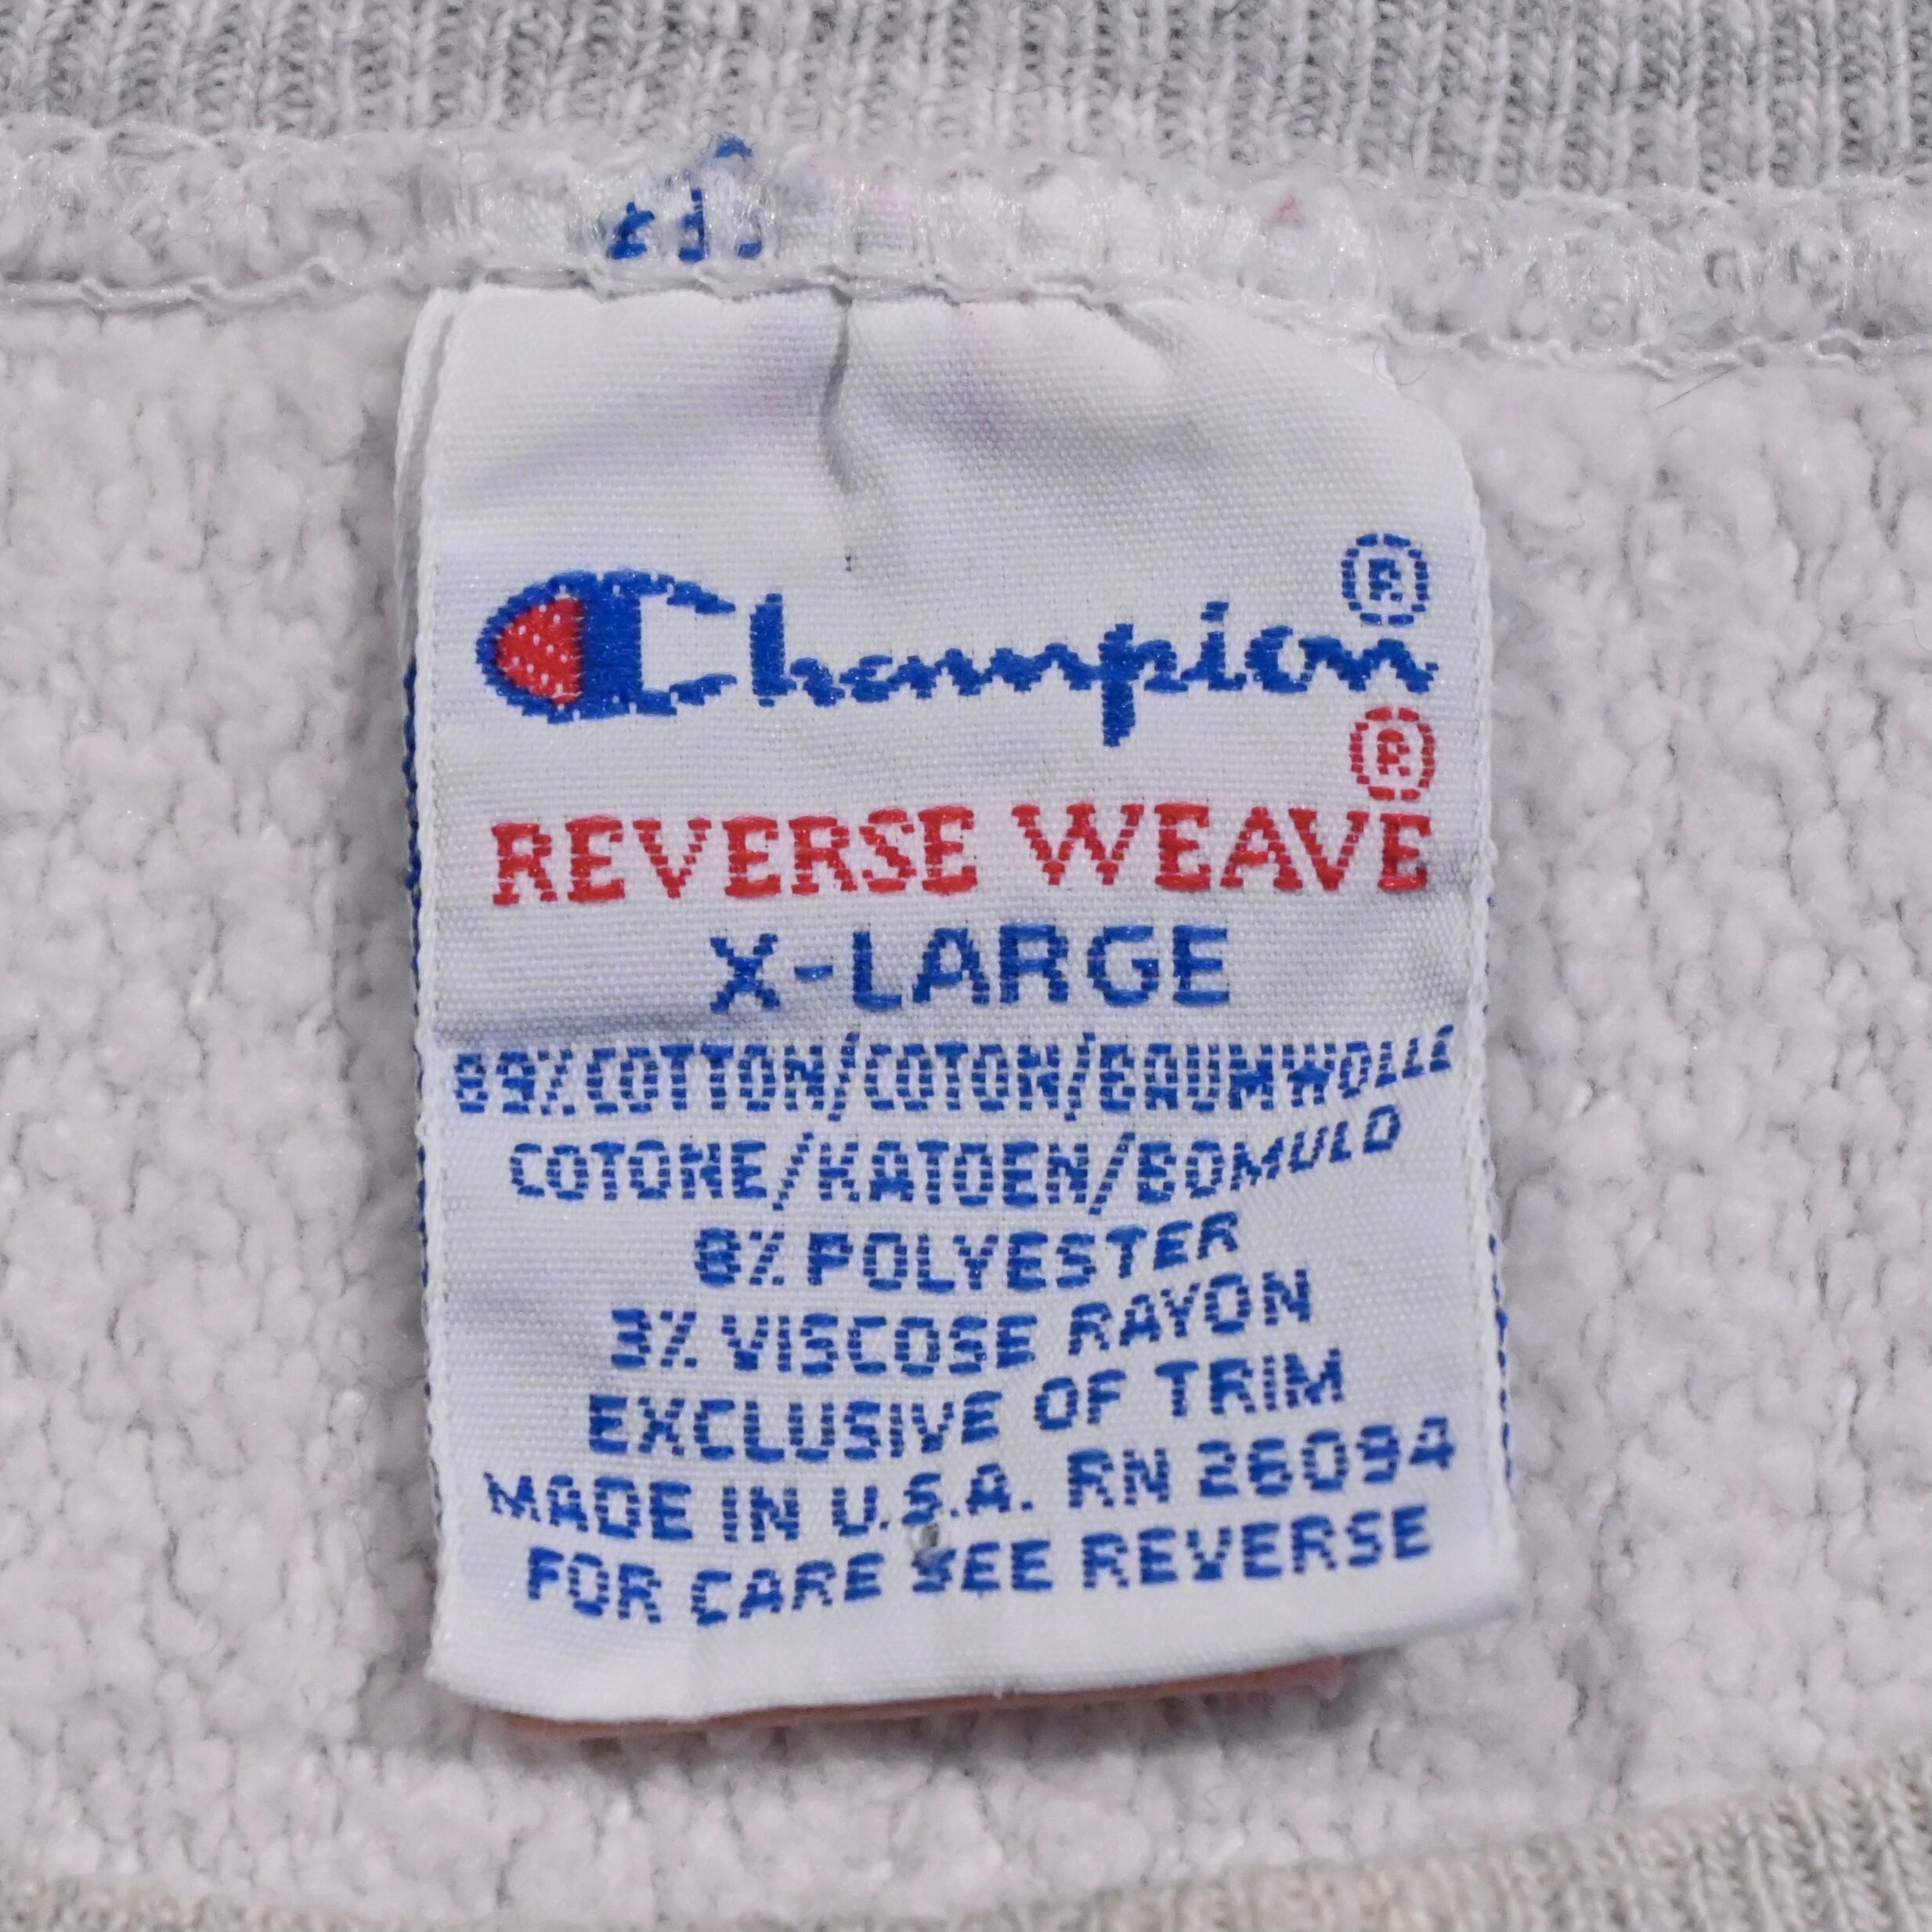 Champion®
REVERSE WEAVE®
X-LARGE
89% COTTON/COTON/BAUMWOLLE
COTONE/KATOEN/BOMULD
8% POLYESTER
3% VISCOSE RAYON
EXCLUSIVE OF TRIM
MADE IN U.S.A. RN 26094
FOR CARE SEE REVERSE